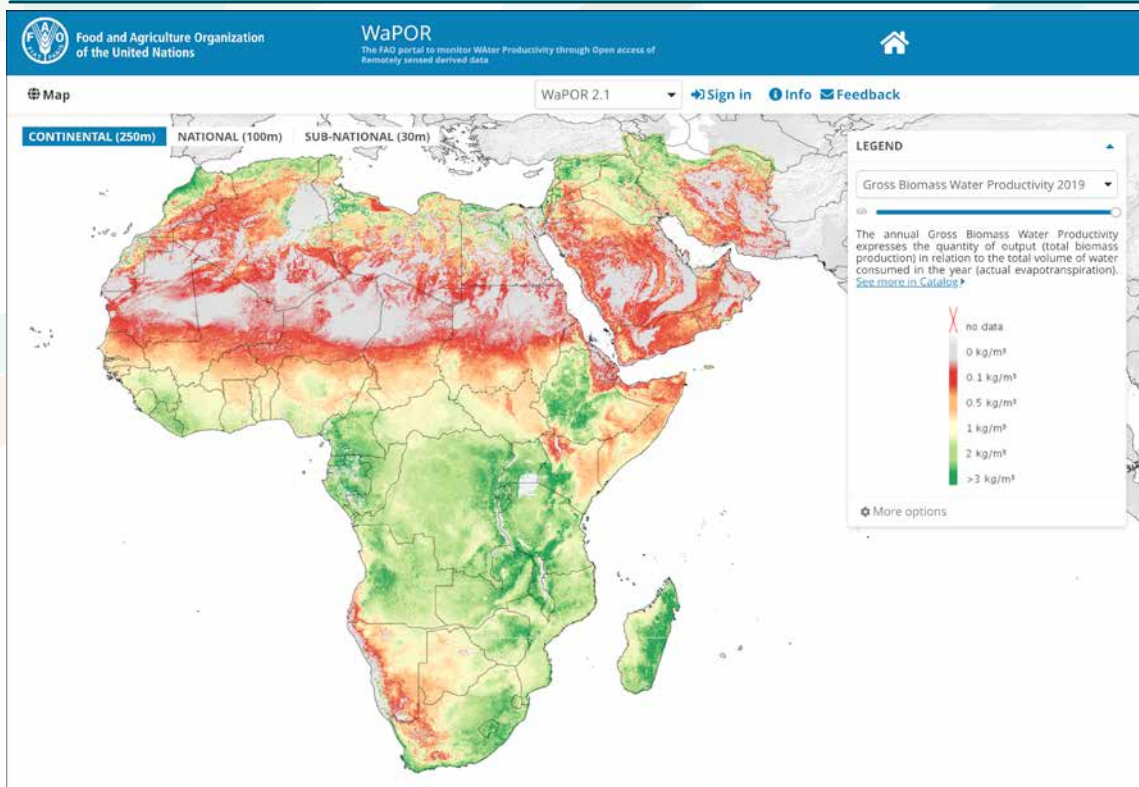 Food and Agriculture Organization
of the United Nations
WaPOR
The FAO portal to monitor WAter Productivity through Open access of
Remotely sensed derived data
Map
WaPOR 2.1
Sign in
Info
Feedback
CONTINENTAL (250m)
NATIONAL (100m)
SUB-NATIONAL (30m)
LEGEND
Gross Biomass Water Productivity 2019
The annual Gross Biomass Water Productivity
expresses the quantity of output (total biomass
production) in relation to the total volume of water
consumed in the year (actual evapotranspiration).
See more in Catalog
no data
0 kg/m³
0.1 kg/m³
0.5 kg/m³
1 kg/m³
2 kg/m³
>3 kg/m³
More options